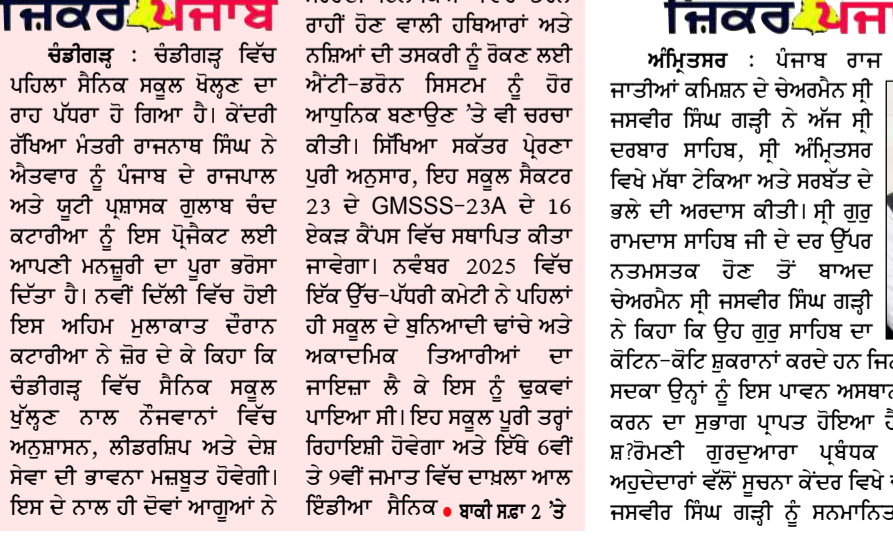 ਜ਼ਿਕਰ ਪੰਜਾਬ
ਚੰਡੀਗੜ੍ਹ : ਚੰਡੀਗੜ੍ਹ ਵਿੱਚ
ਪਹਿਲਾ ਸੈਨਿਕ ਸਕੂਲ ਖੋਲ੍ਹਣ ਦਾ
ਰਾਹ ਪੱਧਰਾ ਹੋ ਗਿਆ ਹੈ। ਕੇਂਦਰੀ
ਰੱਖਿਆ ਮੰਤਰੀ ਰਾਜਨਾਥ ਸਿੰਘ ਨੇ
ਐਤਵਾਰ ਨੂੰ ਪੰਜਾਬ ਦੇ ਰਾਜਪਾਲ
ਅਤੇ ਯੂਟੀ ਪ੍ਰਸ਼ਾਸਕ ਗੁਲਾਬ ਚੰਦ
ਕਟਾਰੀਆ ਨੂੰ ਇਸ ਪ੍ਰੋਜੈਕਟ ਲਈ
ਆਪਣੀ ਮਨਜ਼ੂਰੀ ਦਾ ਪੂਰਾ ਭਰੋਸਾ
ਦਿੱਤਾ ਹੈ। ਨਵੀਂ ਦਿੱਲੀ ਵਿੱਚ ਹੋਈ
ਇਸ ਅਹਿਮ ਮੁਲਾਕਾਤ ਦੌਰਾਨ
ਕਟਾਰੀਆ ਨੇ ਜ਼ੋਰ ਦੇ ਕੇ ਕਿਹਾ ਕਿ
ਚੰਡੀਗੜ੍ਹ ਵਿੱਚ ਸੈਨਿਕ ਸਕੂਲ
ਖੁੱਲ੍ਹਣ ਨਾਲ ਨੌਜਵਾਨਾਂ ਵਿੱਚ
ਅਨੁਸ਼ਾਸਨ, ਲੀਡਰਸ਼ਿਪ ਅਤੇ ਦੇਸ਼
ਸੇਵਾ ਦੀ ਭਾਵਨਾ ਮਜ਼ਬੂਤ ਹੋਵੇਗੀ।
ਇਸ ਦੇ ਨਾਲ ਹੀ ਦੋਵਾਂ ਆਗੂਆਂ ਨੇ
ਰਾਹੀਂ ਹੋਣ ਵਾਲੀ ਹਥਿਆਰਾਂ ਅਤੇ
ਨਸ਼ਿਆਂ ਦੀ ਤਸਕਰੀ ਨੂੰ ਰੋਕਣ ਲਈ
ਐਂਟੀ-ਡਰੋਨ ਸਿਸਟਮ ਨੂੰ ਹੋਰ
ਆਧੁਨਿਕ ਬਣਾਉਣ ’ਤੇ ਵੀ ਚਰਚਾ
ਕੀਤੀ। ਸਿੱਖਿਆ ਸਕੱਤਰ ਪ੍ਰੇਰਣਾ
ਪੁਰੀ ਅਨੁਸਾਰ, ਇਹ ਸਕੂਲ ਸੈਕਟਰ
23 ਦੇ GMSSS-23A ਦੇ 16
ਏਕੜ ਕੈਂਪਸ ਵਿੱਚ ਸਥਾਪਿਤ ਕੀਤਾ
ਜਾਵੇਗਾ। ਨਵੰਬਰ 2025 ਵਿੱਚ
ਇੱਕ ਉੱਚ-ਪੱਧਰੀ ਕਮੇਟੀ ਨੇ ਪਹਿਲਾਂ
ਹੀ ਸਕੂਲ ਦੇ ਬੁਨਿਆਦੀ ਢਾਂਚੇ ਅਤੇ
ਅਕਾਦਮਿਕ ਤਿਆਰੀਆਂ ਦਾ
ਜਾਇਜ਼ਾ ਲੈ ਕੇ ਇਸ ਨੂੰ ਢੁਕਵਾਂ
ਪਾਇਆ ਸੀ। ਇਹ ਸਕੂਲ ਪੂਰੀ ਤਰ੍ਹਾਂ
ਰਿਹਾਇਸ਼ੀ ਹੋਵੇਗਾ ਅਤੇ ਇੱਥੇ 6ਵੀਂ
ਤੇ 9ਵੀਂ ਜਮਾਤ ਵਿੱਚ ਦਾਖ਼ਲਾ ਆਲ
ਇੰਡੀਆ ਸੈਨਿਕ • ਬਾਕੀ ਸਫਾ 2 ’ਤੇ
ਜ਼ਿਕਰ ਪੰਜਾ
ਅੰਮ੍ਰਿਤਸਰ : ਪੰਜਾਬ ਰਾਜ
ਜਾਤੀਆਂ ਕਮਿਸ਼ਨ ਦੇ ਚੇਅਰਮੈਨ ਸ੍ਰੀ
ਜਸਵੀਰ ਸਿੰਘ ਗੜ੍ਹੀ ਨੇ ਅੱਜ ਸ੍ਰੀ
ਦਰਬਾਰ ਸਾਹਿਬ, ਸ੍ਰੀ ਅੰਮ੍ਰਿਤਸਰ
ਵਿਖੇ ਮੱਥਾ ਟੇਕਿਆ ਅਤੇ ਸਰਬੱਤ ਦੇ
ਭਲੇ ਦੀ ਅਰਦਾਸ ਕੀਤੀ। ਸ੍ਰੀ ਗੁਰੂ
ਰਾਮਦਾਸ ਸਾਹਿਬ ਜੀ ਦੇ ਦਰ ਉੱਪਰ
ਨਤਮਸਤਕ ਹੋਣ ਤੋਂ ਬਾਅਦ
ਚੇਅਰਮੈਨ ਸ੍ਰੀ ਜਸਵੀਰ ਸਿੰਘ ਗੜ੍ਹੀ
ਨੇ ਕਿਹਾ ਕਿ ਉਹ ਗੁਰੂ ਸਾਹਿਬ ਦਾ
ਕੋਟਿਨ-ਕੋਟਿ ਸ਼ੁਕਰਾਨਾਂ ਕਰਦੇ ਹਨ
ਸਦਕਾ ਉਨ੍ਹਾਂ ਨੂੰ ਇਸ ਪਾਵਨ
ਕਰਨ ਦਾ ਸੁਭਾਗ ਪ੍ਰਾਪਤ ਹੋਇਆ
ਸ਼?ਰੋਮਣੀ ਗੁਰਦੁਆਰਾ ਪ੍ਰਬੰਧਕ
ਅਹੁਦੇਦਾਰਾਂ ਵੱਲੋਂ ਸੂਚਨਾ ਕੇਂਦਰ ਵਿਖੇ
ਜਸਵੀਰ ਸਿੰਘ ਗੜ੍ਹੀ ਨੂੰ ਸਨਮਾਨਿਤ